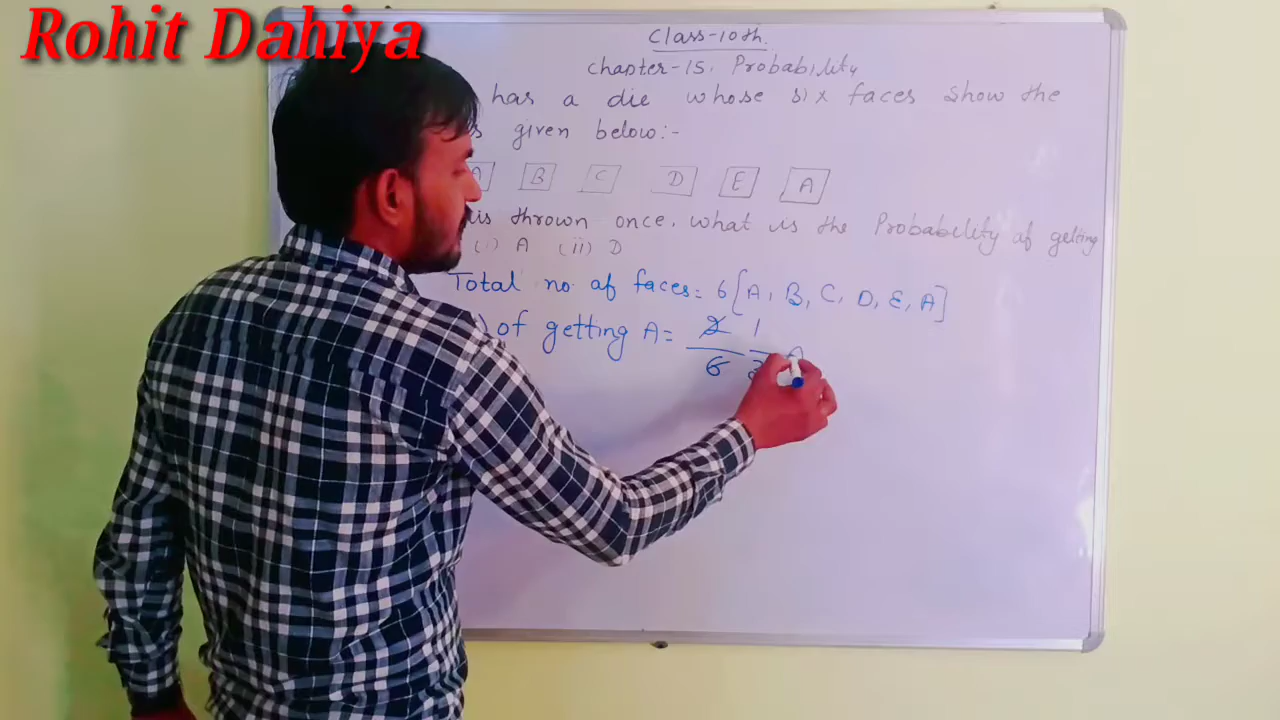 Rohit Dahiya
Class-10th.
Chapter-15, Probability
has a die whose six faces show the
given below:-
A B C D E A
is thrown once, what is the Probability of getting
(i) A (ii) D
Total no of faces = 6 [A, B, C, D, E, A]
) of getting A = 2 1
6